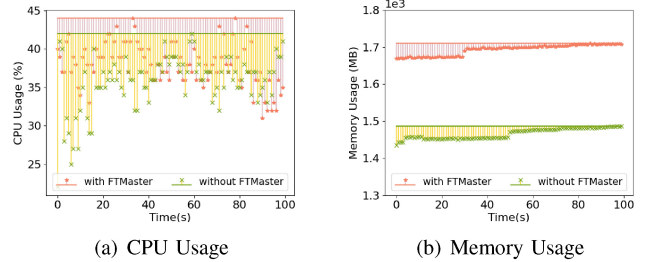 45
40
35
30
25
CPU Usage (%)
with FTMaster
without FTMaster
0 20 40 60 80 100
Time(s)
(a) CPU Usage
1e3
1.8
1.7
1.6
1.5
1.4
1.3
Memory Usage (MB)
with FTMaster
without FTMaster
0 20 40 60 80 100
Time(s)
(b) Memory Usage